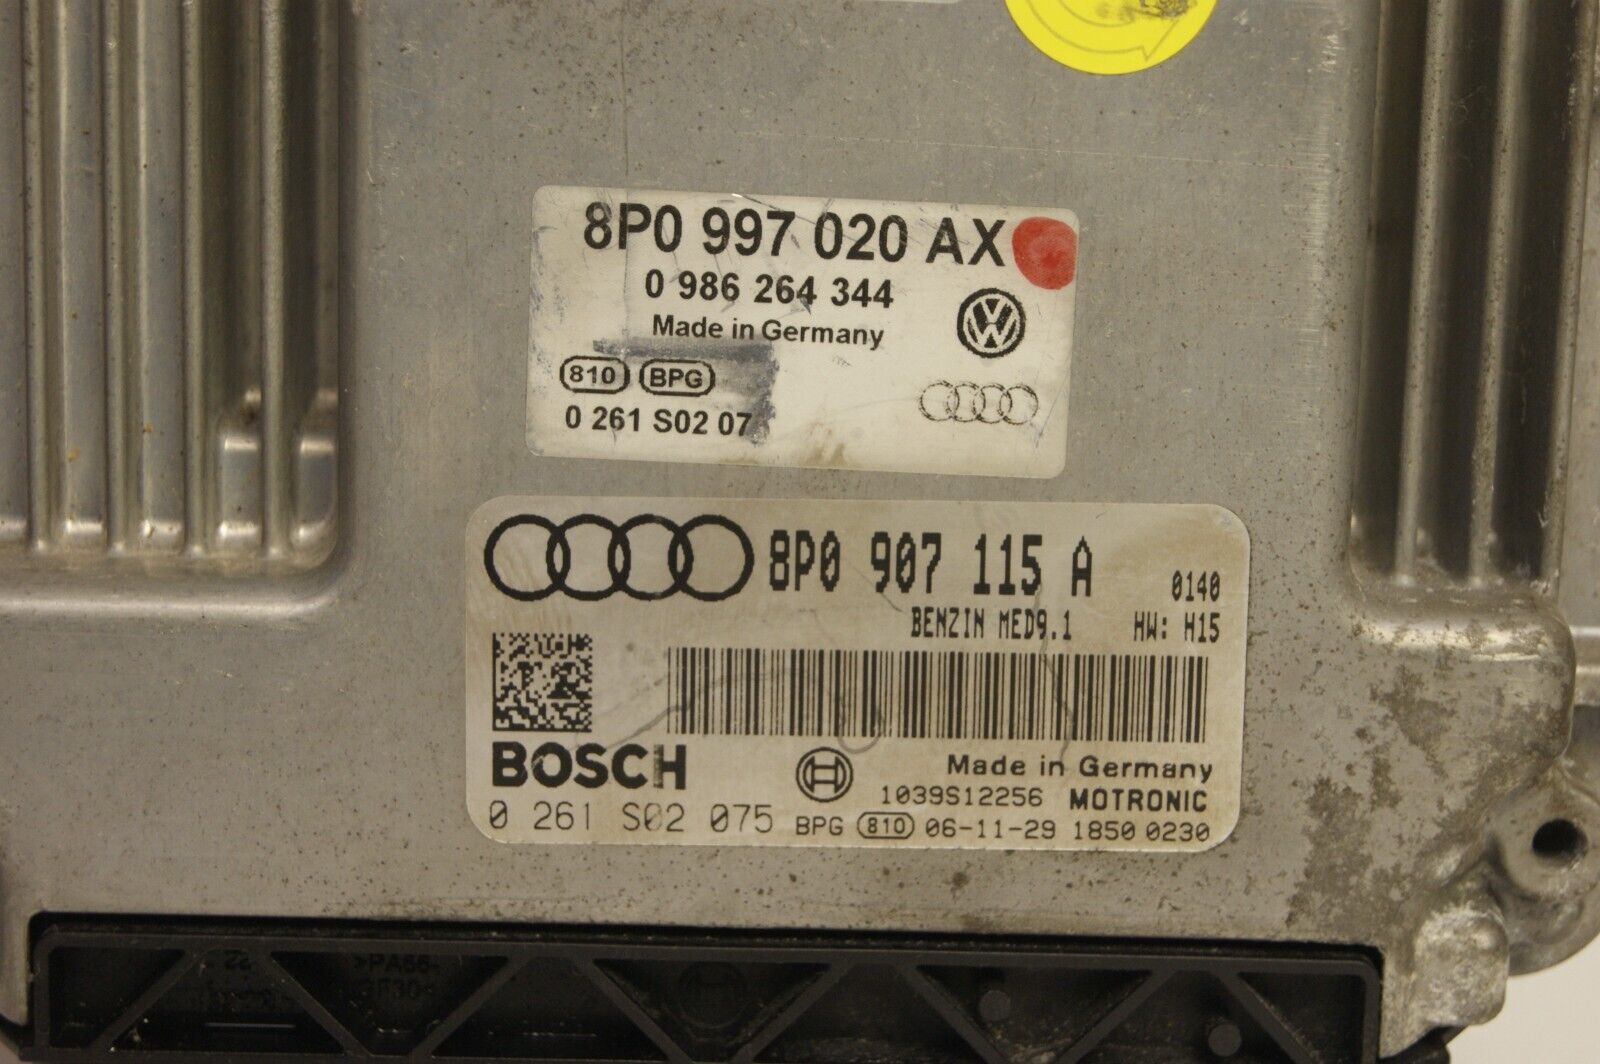 8P0 997 020 AX
0 986 264 344
Made in Germany
810 BPG
0 261 S02 07
8P0 907 115 A 0140
BENZIN MED9.1 HW: H15
BOSCH
Made in Germany
1039S12256 MOTRONIC
0 261 S02 075 BPG 810 06-11-29 1850 0230
>PA66-
GF30<